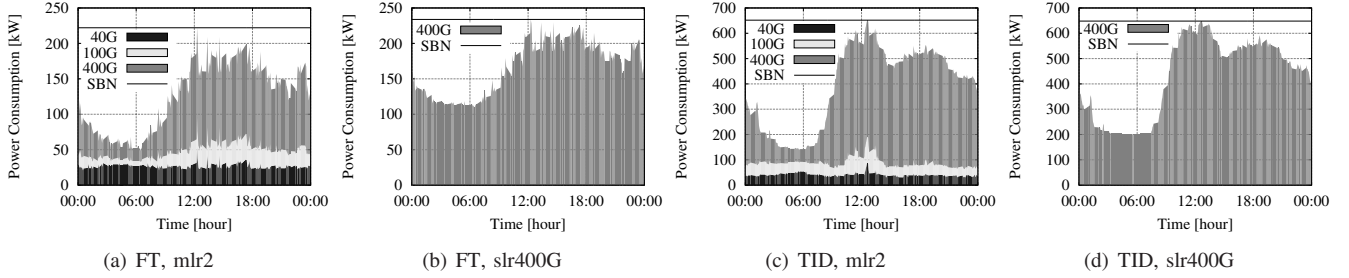 Power Consumption [kW]
250
200
150
100
50
0
40G
100G
400G
SBN
00:00 06:00 12:00 18:00 00:00
Time [hour]
(a) FT, mlr2
Power Consumption [kW]
250
225
200
175
150
125
100
75
50
25
0
400G
SBN
00:00 06:00 12:00 18:00 00:00
Time [hour]
(b) FT, slr400G
Power Consumption [kW]
700
600
500
400
300
200
100
0
40G
100G
400G
SBN
00:00 06:00 12:00 18:00 00:00
Time [hour]
(c) TID, mlr2
Power Consumption [kW]
700
600
500
400
300
200
100
0
400G
SBN
00:00 06:00 12:00 18:00 00:00
Time [hour]
(d) TID, slr400G